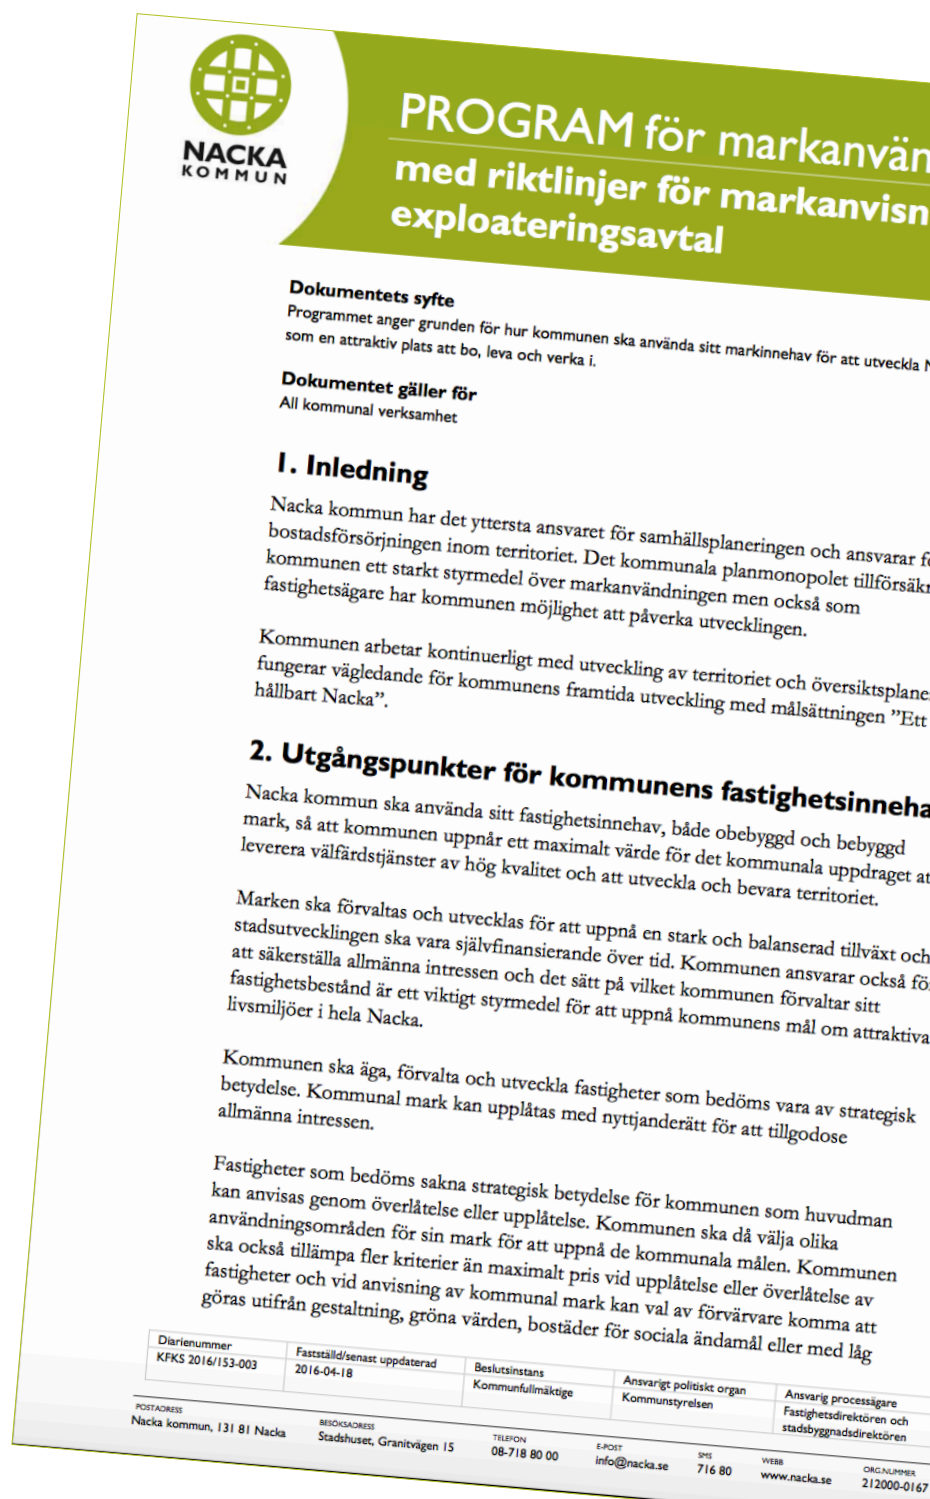 NACKA
KOMMUN
PROGRAM för markanvän
med riktlinjer för markanvisn
exploateringsavtal
Dokumentets syfte
Programmet anger grunden för hur kommunen ska använda sitt markinnehav för att utveckla N
som en attraktiv plats att bo, leva och verka i.
Dokumentet gäller för
All kommunal verksamhet
1. Inledning
Nacka kommun har det yttersta ansvaret för samhällsplaneringen och ansvarar fö
bostadsförsörjningen inom territoriet. Det kommunala planmonopolet tillförsäkr
kommunen ett starkt styrmedel över markanvändningen men också som
fastighetsägare har kommunen möjlighet att påverka utvecklingen.
Kommunen arbetar kontinuerligt med utveckling av territoriet och översiktsplane
fungerar vägledande för kommunens framtida utveckling med målsättningen ”Ett
hållbart Nacka”.
2. Utgångspunkter för kommunens fastighetsinneha
Nacka kommun ska använda sitt fastighetsinnehav, både obebyggd och bebyggd
mark, så att kommunen uppnår ett maximalt värde för det kommunala uppdraget at
leverera välfärdstjänster av hög kvalitet och att utveckla och bevara territoriet.
Marken ska förvaltas och utvecklas för att uppnå en stark och balanserad tillväxt och
stadsutvecklingen ska vara självfinansierande över tid. Kommunen ansvarar också för
att säkerställa allmänna intressen och det sätt på vilket kommunen förvaltar sitt
fastighetsbestånd är ett viktigt styrmedel för att uppnå kommunens mål om attraktiva
livsmiljöer i hela Nacka.
Kommunen ska äga, förvalta och utveckla fastigheter som bedöms vara av strategisk
betydelse. Kommunal mark kan upplåtas med nyttjanderätt för att tillgodose
allmänna intressen.
Fastigheter som bedöms sakna strategisk betydelse för kommunen som huvudman
kan anvisas genom överlåtelse eller upplåtelse. Kommunen ska då välja olika
användningsområden för sin mark för att uppnå de kommunala målen. Kommunen
ska också tillämpa fler kriterier än maximalt pris vid upplåtelse eller överlåtelse av
fastigheter och vid anvisning av kommunal mark kan val av förvärvare komma att
göras utifrån gestaltning, gröna värden, bostäder för sociala ändamål eller med låg
Diarienummer Fastställd/senast uppdaterad Beslutsinstans Ansvarigt politiskt organ Ansvarig processägare
KFKS 2016/153-003 2016-04-18 Kommunfullmäktige Kommunstyrelsen Fastighetsdirektören och
stadsbyggnadsdirektören
POSTADRESS BESÖKSADRESS TELEFON E-POST SMS WEBB ORG.NUMMER
Nacka kommun, 131 81 Nacka Stadshuset, Granitvägen 15 08-718 80 00 info@nacka.se 716 80 www.nacka.se 212000-0167